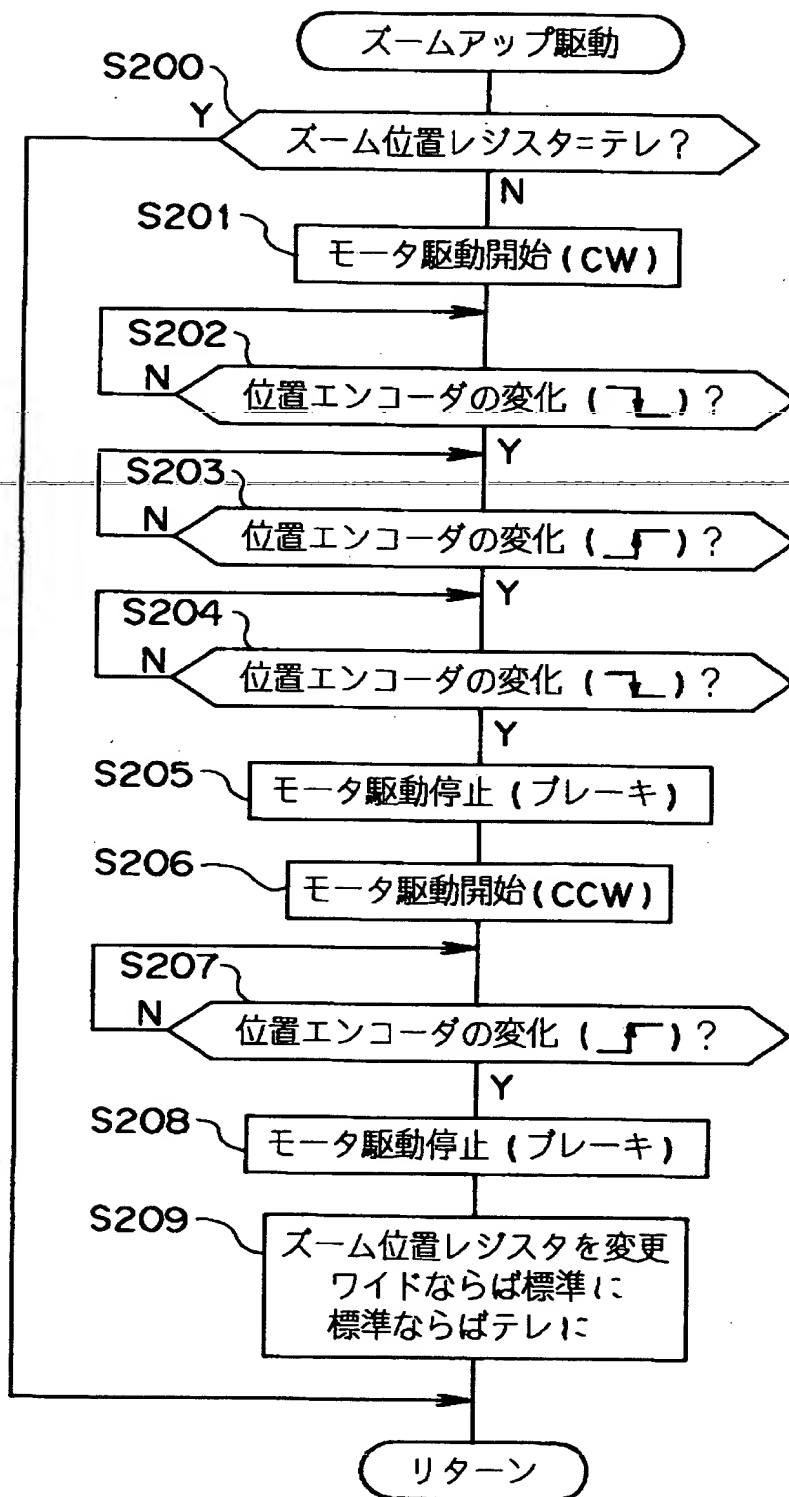 ズームアップ駆動
S200
Y
ズーム位置レジスタ=テレ?
N
S201
モータ駆動開始(CW)
S202
N
位置エンコーダの変化 ( ) ?
Y
S203
N
位置エンコーダの変化 ( ) ?
Y
S204
N
位置エンコーダの変化 ( ) ?
Y
S205
モータ駆動停止(ブレーキ)
S206
モータ駆動開始(CCW)
S207
N
位置エンコーダの変化 ( ) ?
Y
S208
モータ駆動停止(ブレーキ)
S209
ズーム位置レジスタを変更
ワイドならば標準に
標準ならばテレに
リターン